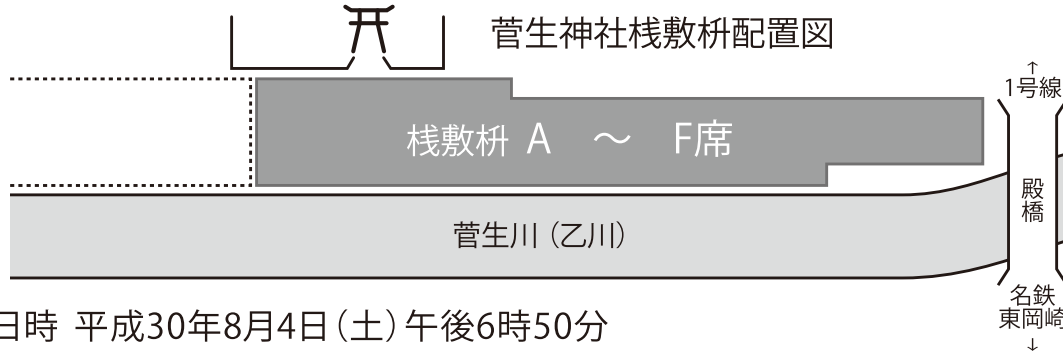 菅生神社桟敷枡配置図
↑
1号線
桟敷枡 A ～ F席
殿橋
菅生川（乙川）
名鉄
東岡崎
↓
日時 平成30年8月4日（土）午後6時50分